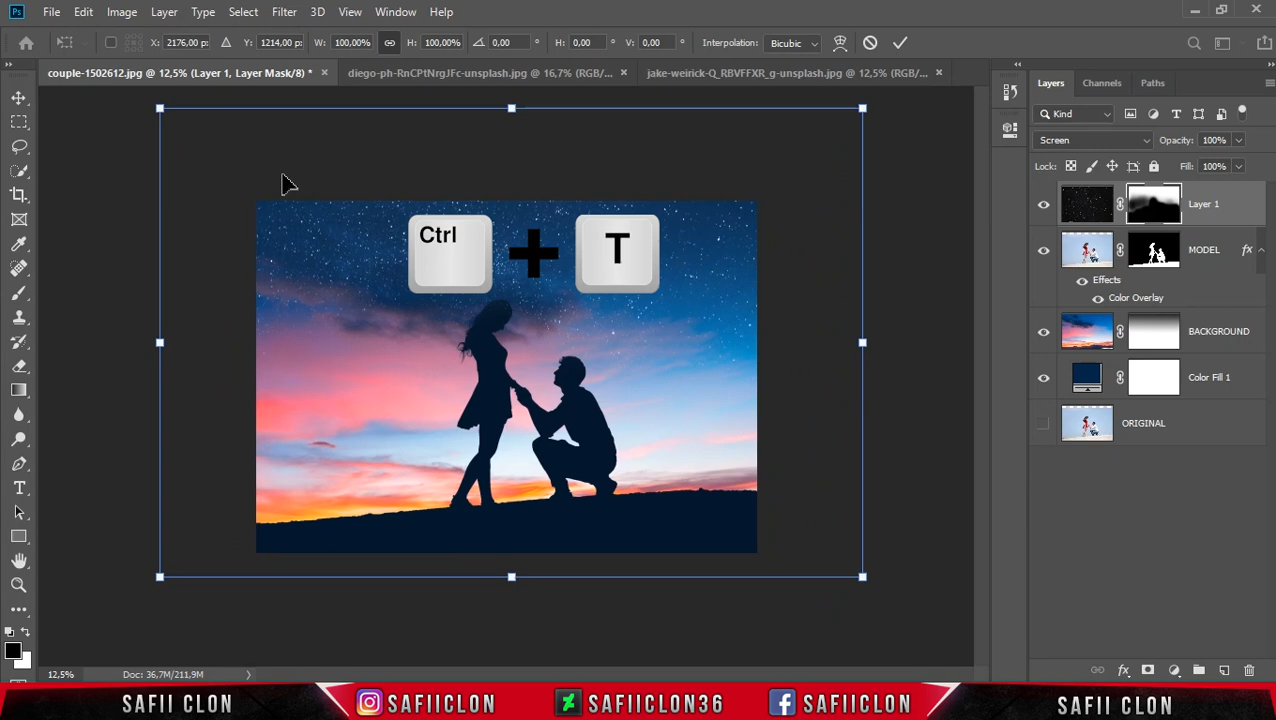 Ps File Edit Image Layer Type Select Filter 3D View Window Help
X: 2176,00 px Y: 1214,00 px W: 100,00% H: 100,00% 0,00 ° H: 0,00 ° V: 0,00 ° Interpolation: Bicubic
couple-1502612.jpg @ 12,5% (Layer 1, Layer Mask/8) * × diego-ph-RnCPtNrgJFc-unsplash.jpg @ 16,7% (RGB/... × jake-weirick-Q_RBVFFXR_g-unsplash.jpg @ 12,5% (RGB/... ×
Layers Channels Paths
Kind
Screen Opacity: 100%
Lock: Fill: 100%
Layer 1
MODEL fx
Effects
Color Overlay
BACKGROUND
Color Fill 1
ORIGINAL
Ctrl + T
12,5% Doc: 36,7M/211,9M
SAFII CLON SAFIICLON SAFIICLON36 SAFIICLON SAFII CLON